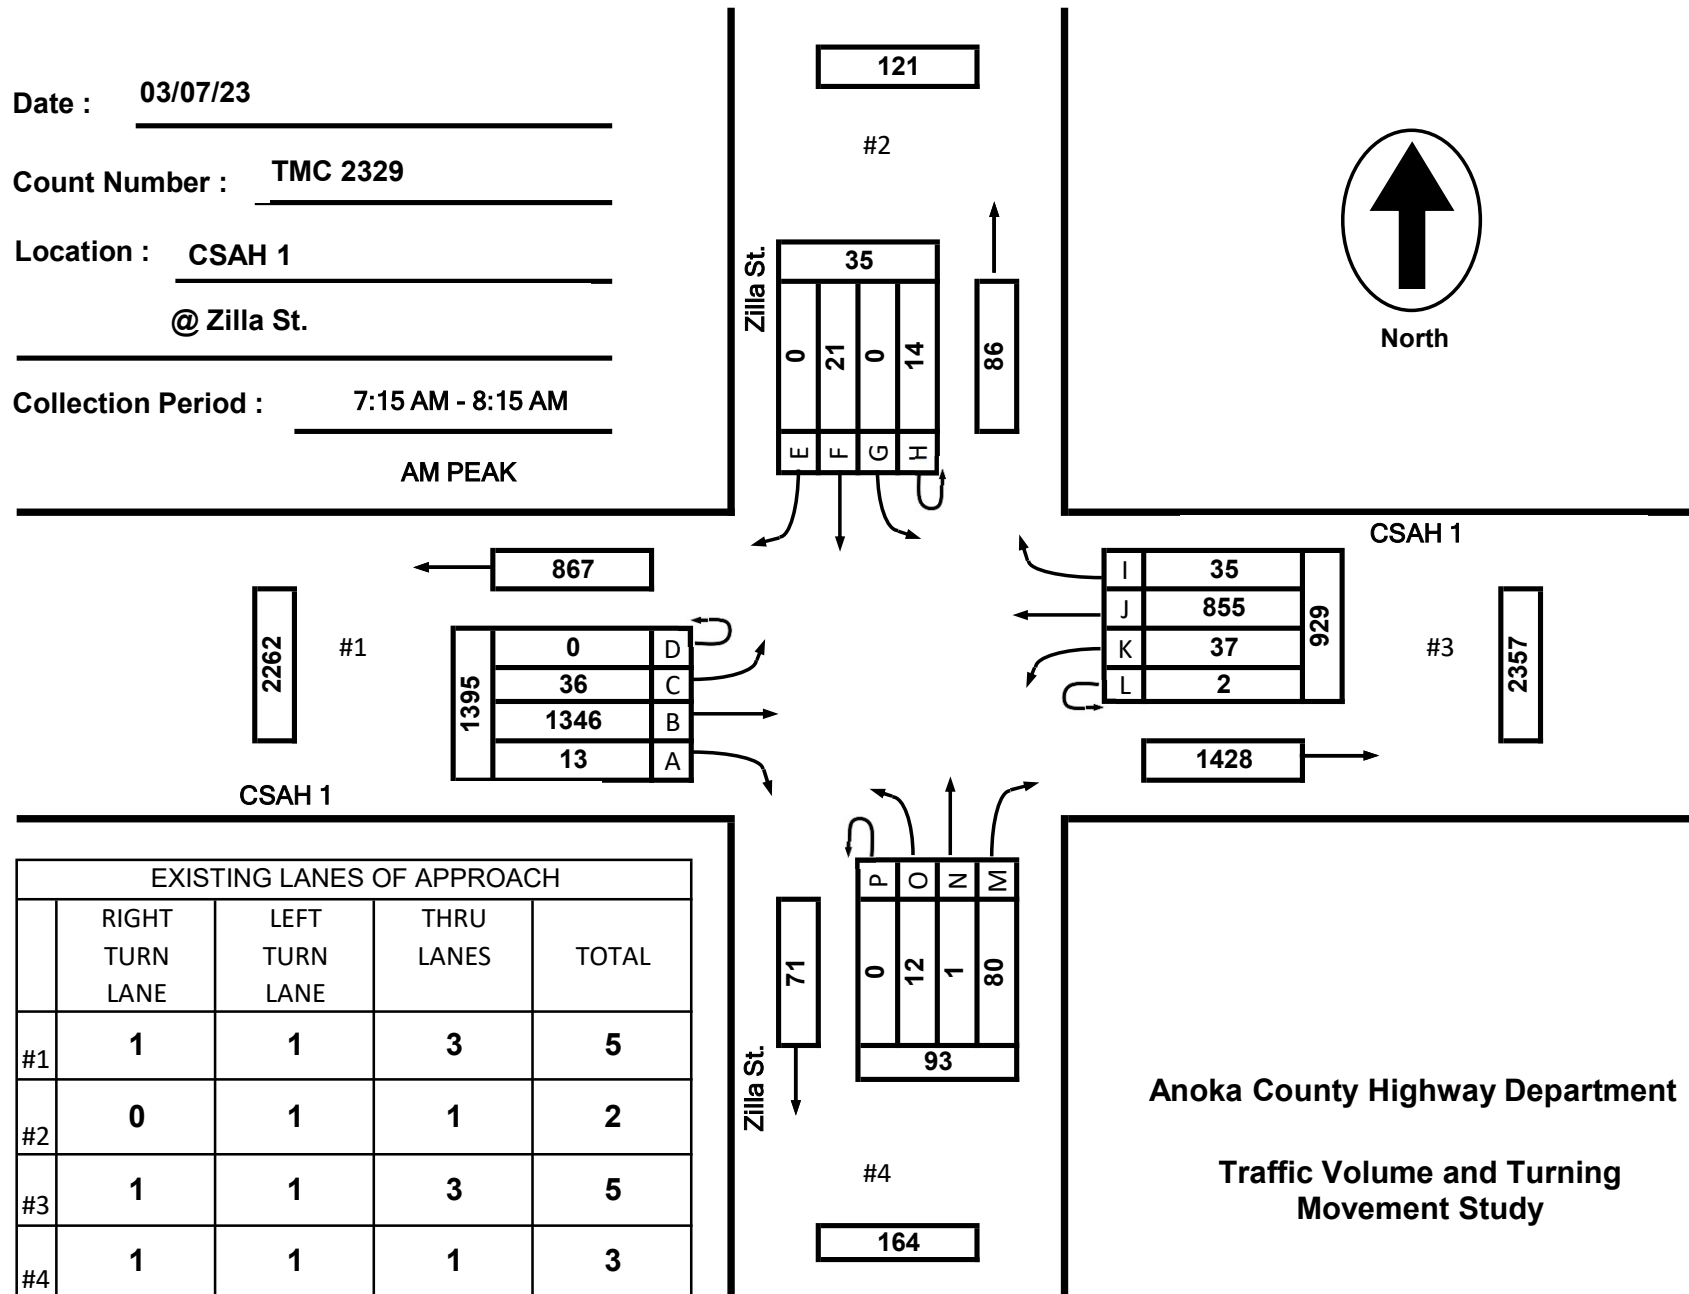 Date : 03/07/23
Count Number : TMC 2329
Location : CSAH 1
@ Zilla St.
Collection Period : 7:15 AM - 8:15 AM
AM PEAK
121
#2
North
Zilla St.
35
0 21 0 14
E F G H
86
CSAH 1
867
2262
#1
1395
0 D
36 C
1346 B
13 A
CSAH 1
I 35
J 855
K 37
L 2
929
#3
2357
1428
P O N M
0 12 1 80
93
71
Zilla St.
#4
164
EXISTING LANES OF APPROACH
RIGHT TURN LANE LEFT TURN LANE THRU LANES TOTAL
#1 1 1 3 5
#2 0 1 1 2
#3 1 1 3 5
#4 1 1 1 3
Anoka County Highway Department
Traffic Volume and Turning
Movement Study